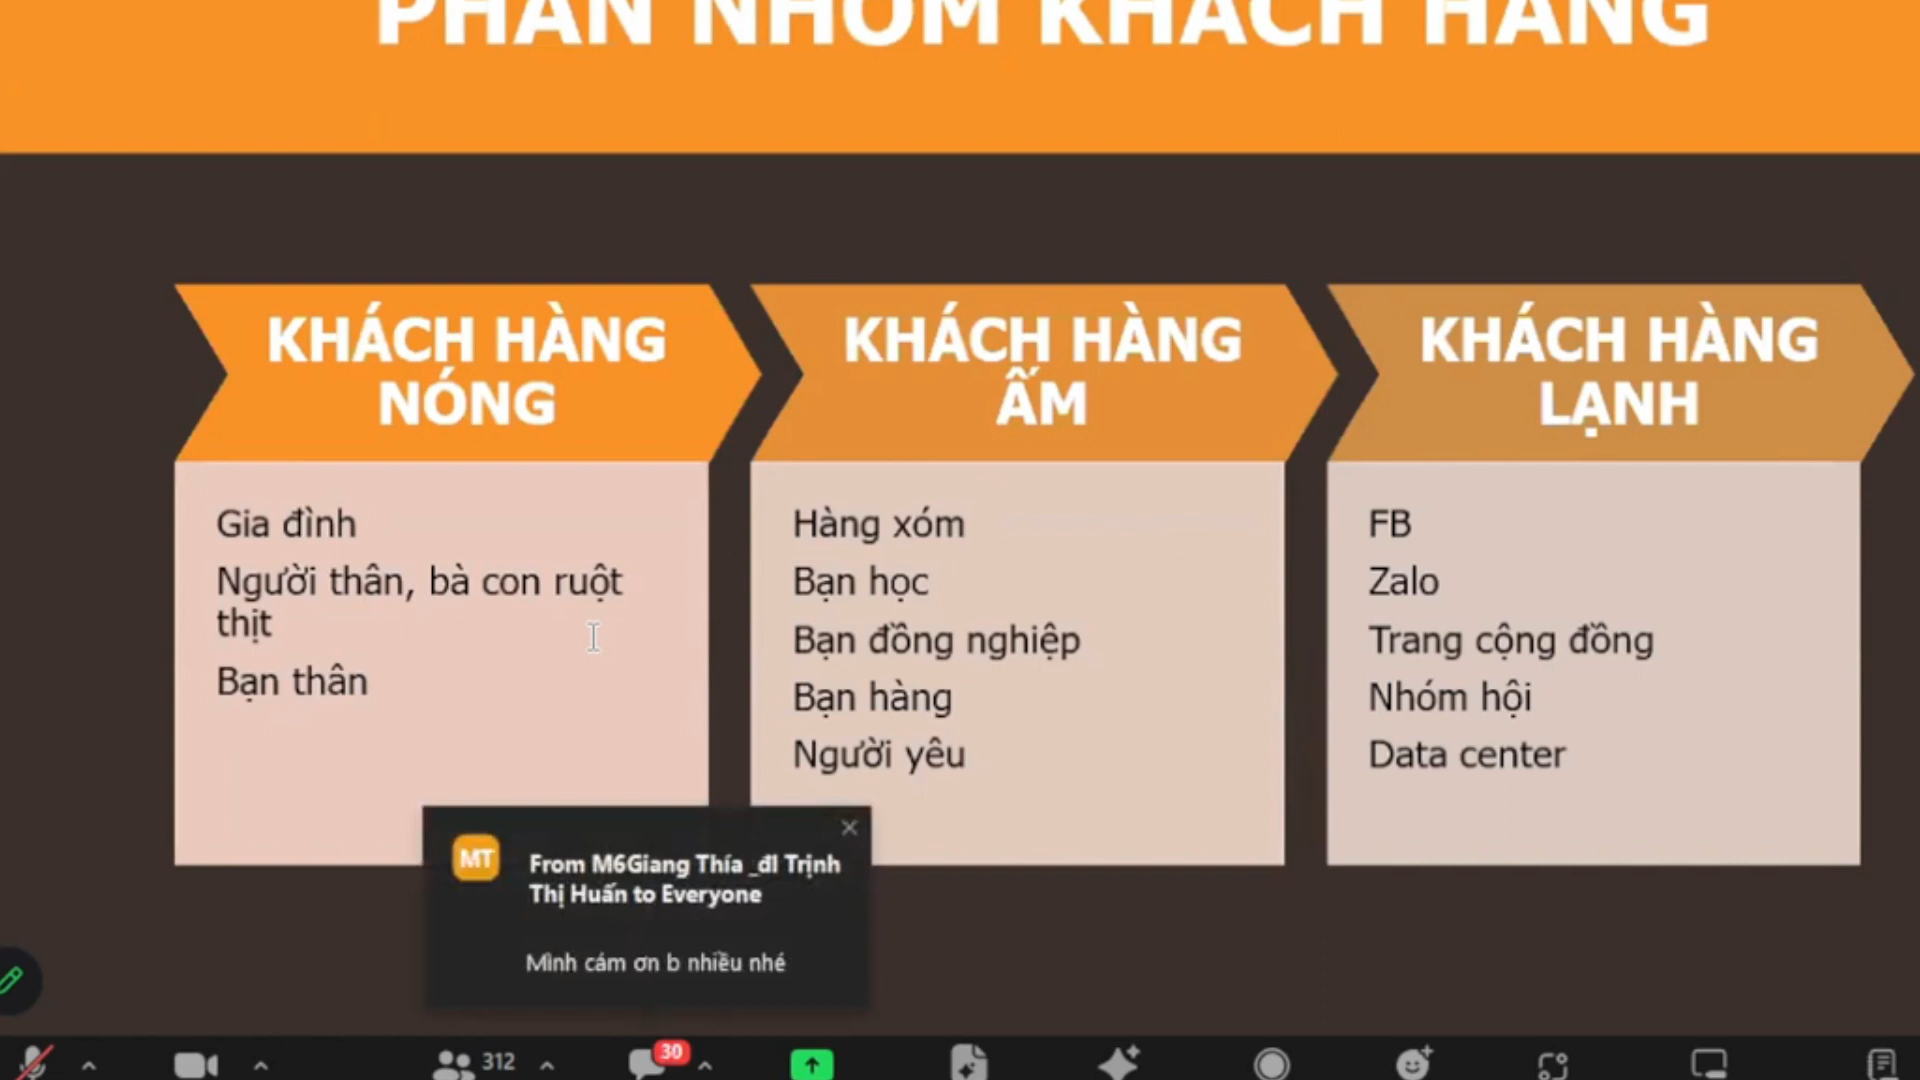 PHÂN NHÓM KHÁCH HÀNG
KHÁCH HÀNG
NÓNG
Gia đình
Người thân, bà con ruột
thịt
Bạn thân
KHÁCH HÀNG
ẤM
Hàng xóm
Bạn học
Bạn đồng nghiệp
Bạn hàng
Người yêu
KHÁCH HÀNG
LẠNH
FB
Zalo
Trang cộng đồng
Nhóm hội
Data center
MT
From M6Giang Thía _đl Trịnh
Thị Huấn to Everyone
Mình cám ơn b nhiều nhé
312
30